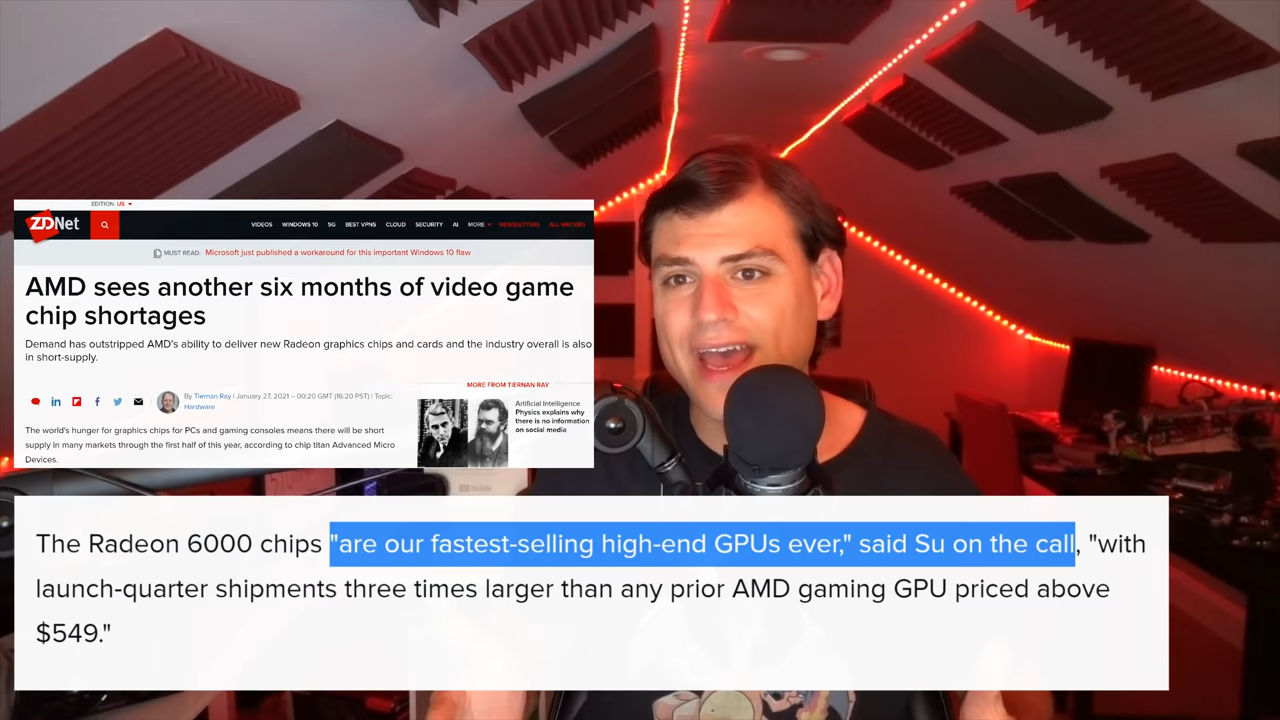 EDITION: US
ZDNet
VIDEOS WINDOWS 10 5G BEST VPNS CLOUD SECURITY AI MORE NEWSLETTERS ALL WRITERS
MUST READ: Microsoft just published a workaround for this important Windows 10 flaw
AMD sees another six months of video game
chip shortages
Demand has outstripped AMD's ability to deliver new Radeon graphics chips and cards and the industry overall is also
in short-supply.
MORE FROM TIERNAN RAY
By Tiernan Ray | January 27, 2021 -- 00:20 GMT (16:20 PST) | Topic:
Hardware
Artificial Intelligence
Physics explains why
there is no information
on social media
The world's hunger for graphics chips for PCs and gaming consoles means there will be short
supply in many markets through the first half of this year, according to chip titan Advanced Micro
Devices.
The Radeon 6000 chips "are our fastest-selling high-end GPUs ever," said Su on the call, "with
launch-quarter shipments three times larger than any prior AMD gaming GPU priced above
$549."